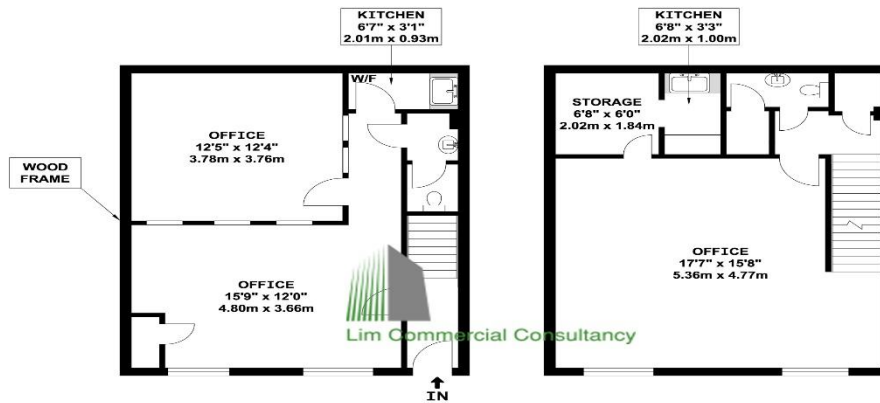 KITCHEN
6'7" x 3'1"
2.01m x 0.93m
W/F
OFFICE
12'5" x 12'4"
3.78m x 3.76m
WOOD
FRAME
OFFICE
15'9" x 12'0"
4.80m x 3.66m
IN
KITCHEN
6'8" x 3'3"
2.02m x 1.00m
STORAGE
6'8" x 6'0"
2.02m x 1.84m
OFFICE
17'7" x 15'8"
5.36m x 4.77m
Lim Commercial Consultancy